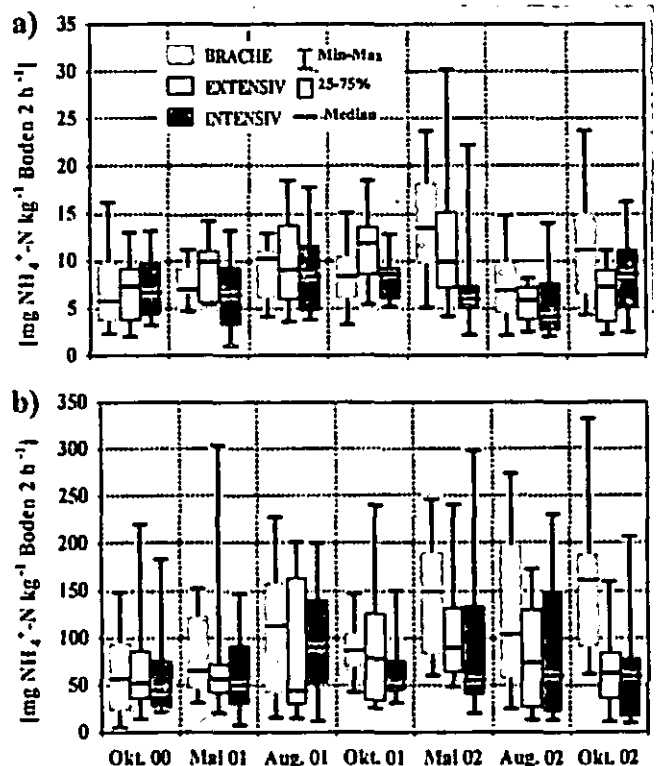 a)
[mg NH₄⁺-N kg⁻¹ Boden 2 h⁻¹]
35
30
25
20
15
10
5
0
BRACHE
EXTENSIV
INTENSIV
Min-Max
25-75%
Median
b)
[mg NH₄⁺-N kg⁻¹ Boden 2 h⁻¹]
350
300
250
200
150
100
50
0
Okt. 00 Mai 01 Aug. 01 Okt. 01 Mai 02 Aug. 02 Okt. 02